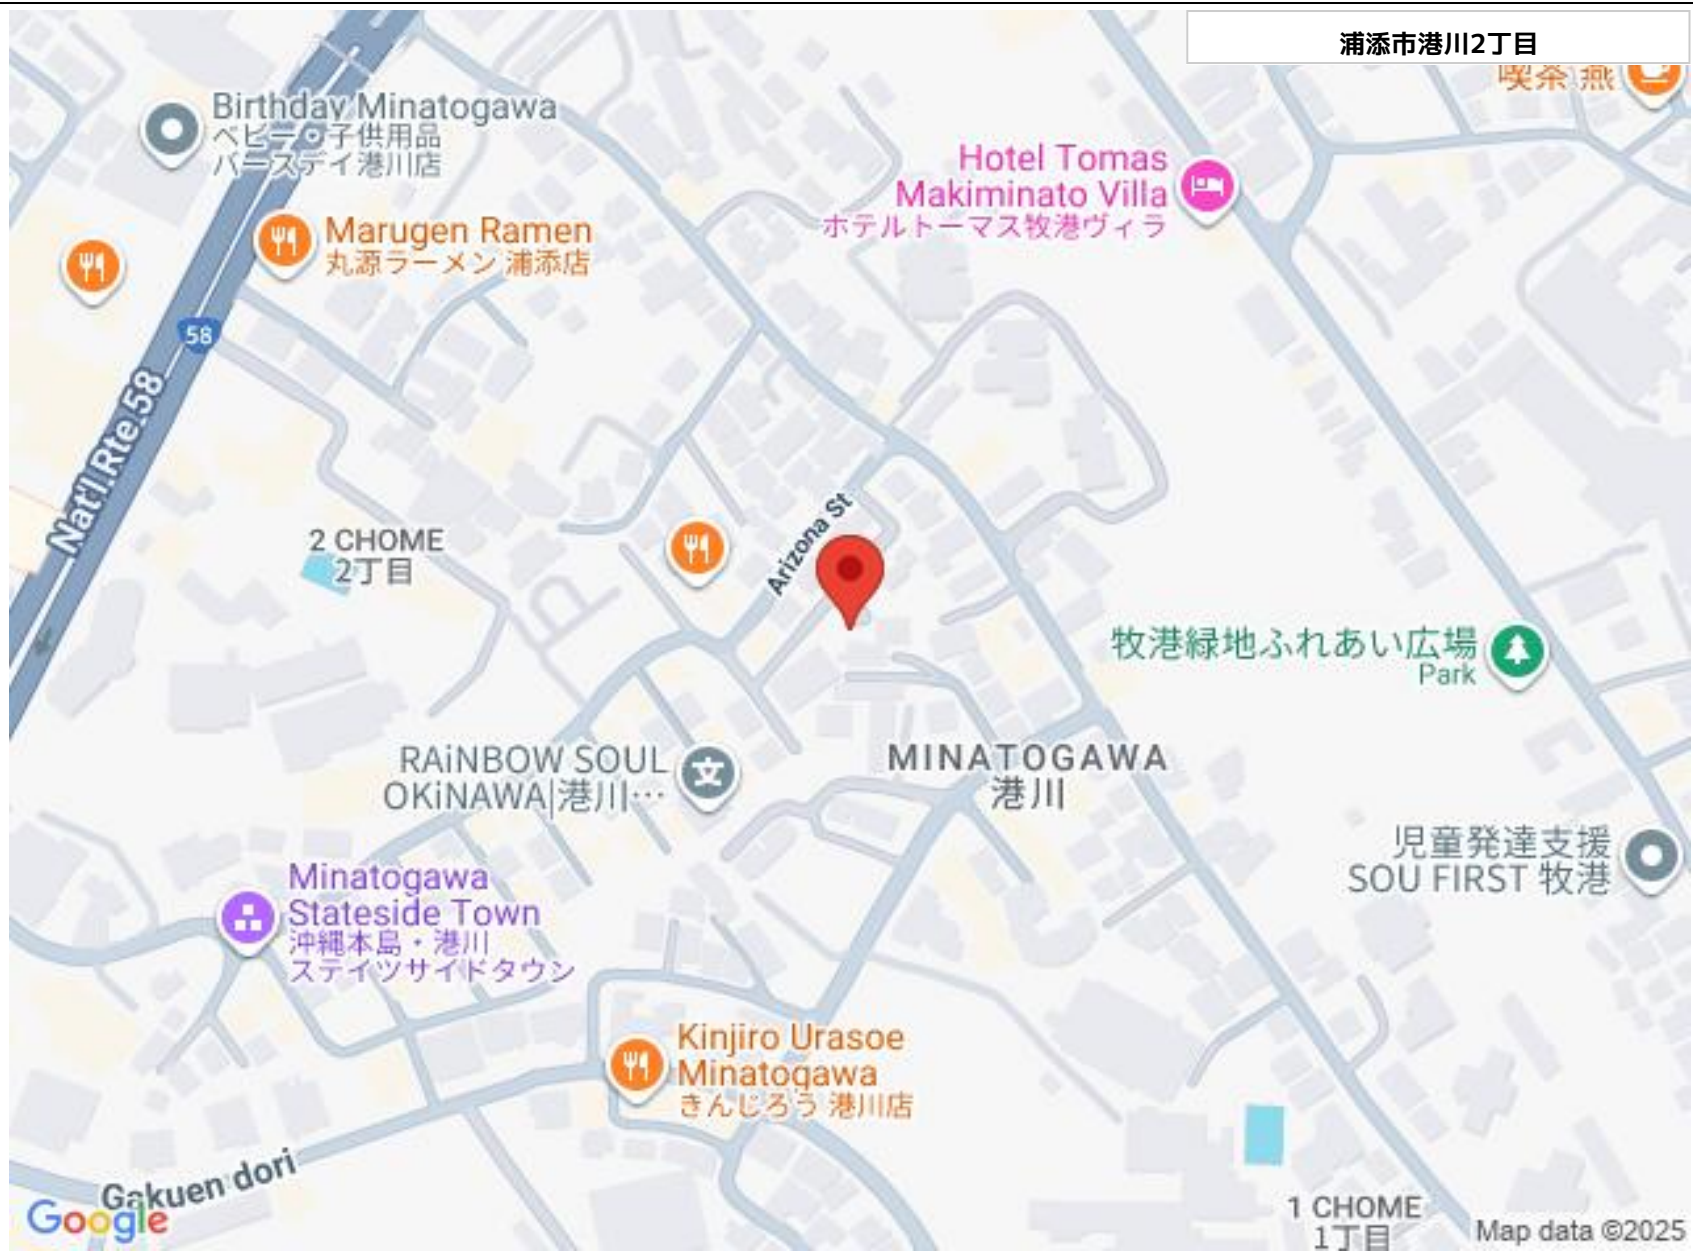 浦添市港川2丁目
喫茶 燕
Birthday Minatogawa
ベビー・子供用品
バースデイ港川店
Hotel Tomas
Makiminato Villa
ホテルトーマス牧港ヴィラ
Marugen Ramen
丸源ラーメン 浦添店
58
Nat'l Rte 58
Arizona St
2 CHOME
2丁目
牧港緑地ふれあい広場
Park
RAiNBOW SOUL
OKiNAWA|港川…
文
MINATOGAWA
港川
児童発達支援
SOU FIRST 牧港
Minatogawa
Stateside Town
沖縄本島・港川
ステイツサイドタウン
Kinjiro Urasoe
Minatogawa
きんじろう 港川店
Gakuen dori
Google
1 CHOME
1丁目
Map data ©2025